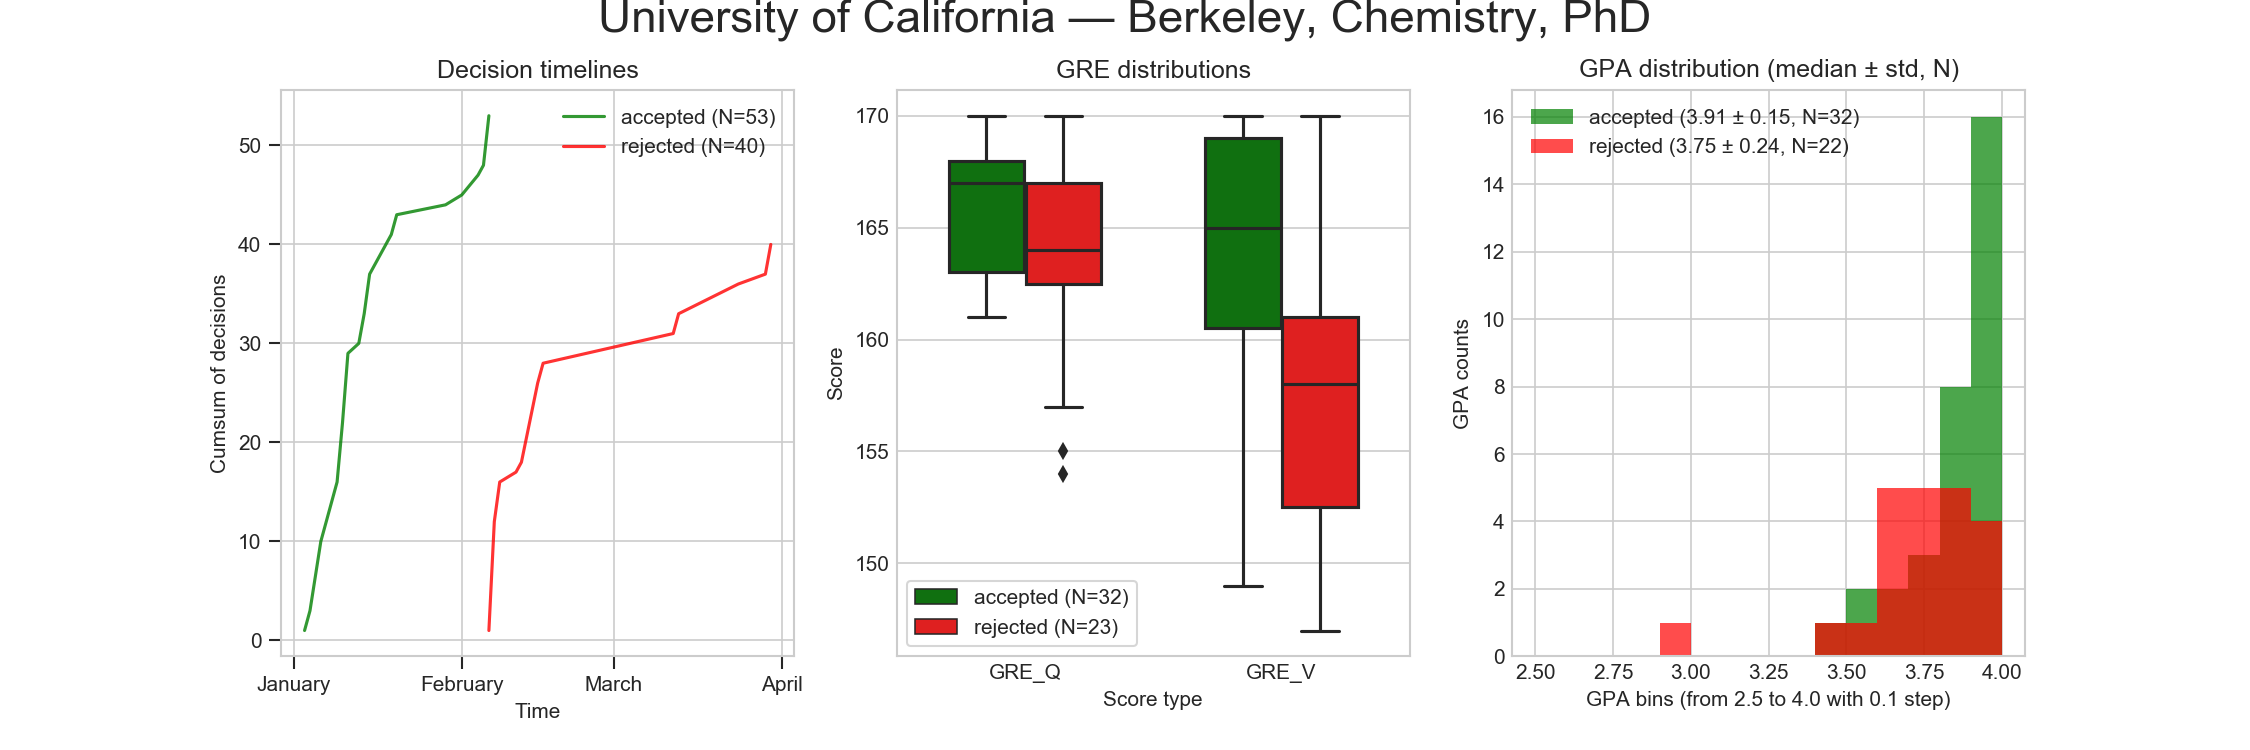 University of California — Berkeley, Chemistry, PhD
Decision timelines
accepted (N=53)
rejected (N=40)
50
40
30
20
10
0
Cumsum of decisions
January
February
March
April
Time
GRE distributions
170
165
160
155
150
Score
accepted (N=32)
rejected (N=23)
GRE_Q
GRE_V
Score type
GPA distribution (median ± std, N)
accepted (3.91 ± 0.15, N=32)
rejected (3.75 ± 0.24, N=22)
16
14
12
10
8
6
4
2
0
GPA counts
2.50
2.75
3.00
3.25
3.50
3.75
4.00
GPA bins (from 2.5 to 4.0 with 0.1 step)